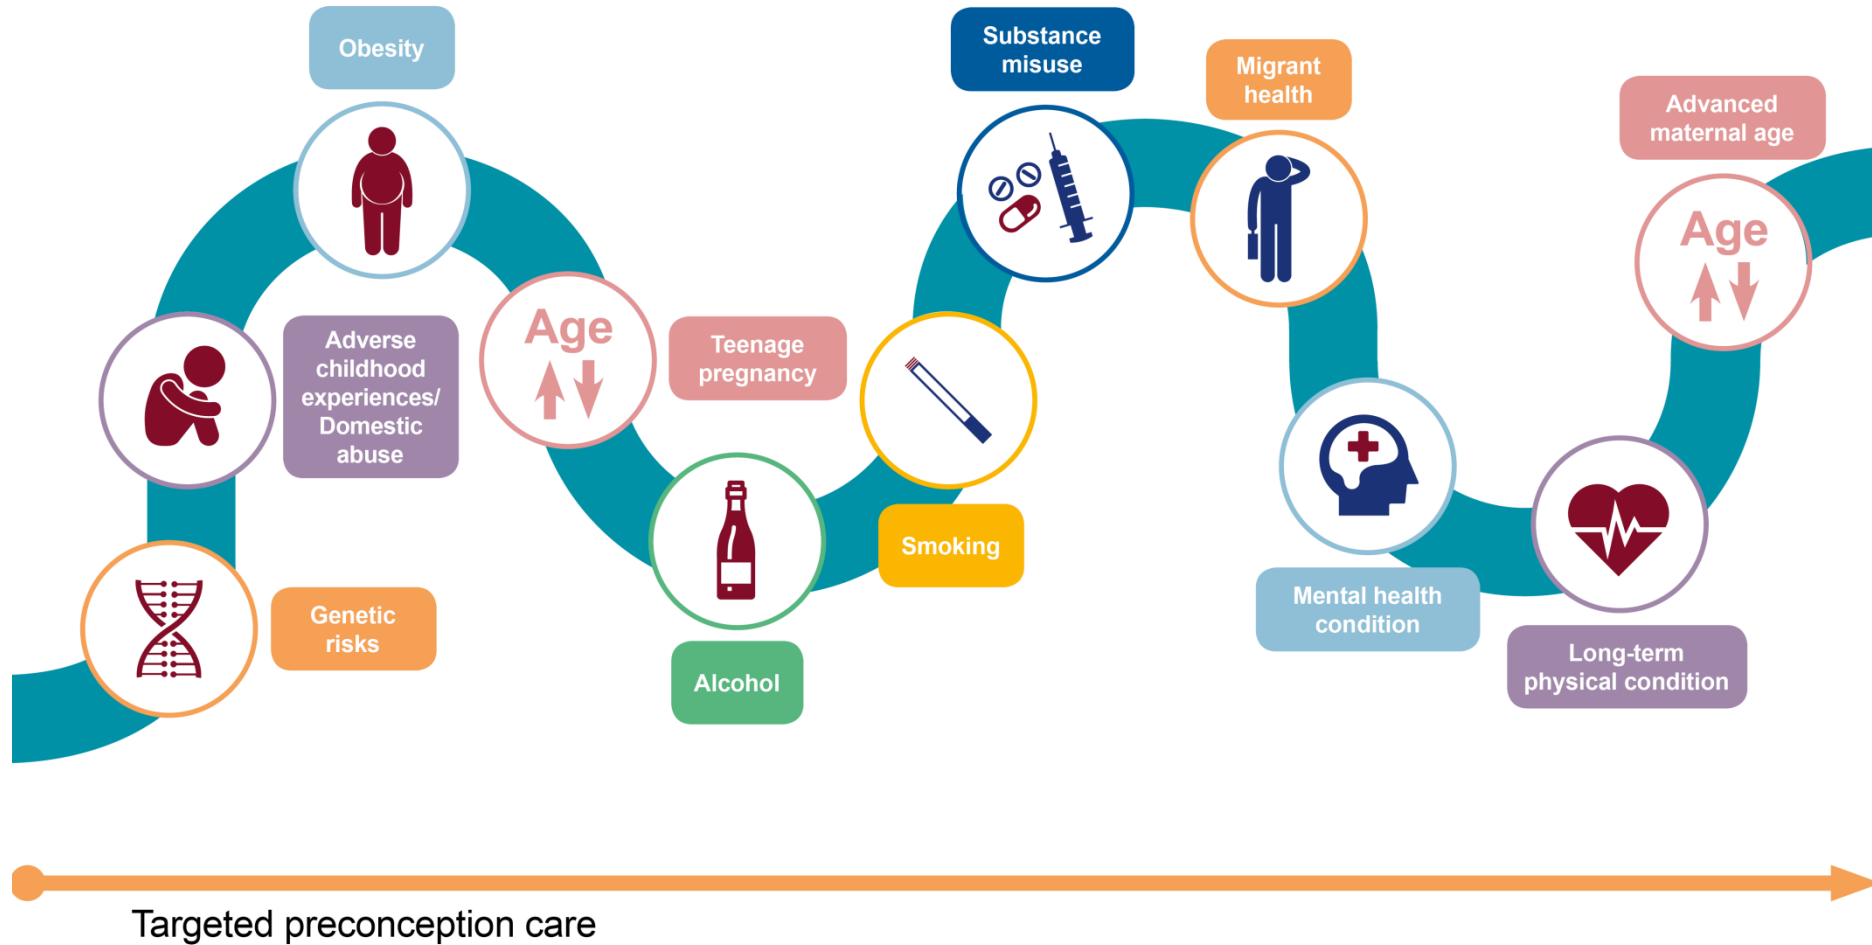 Obesity
Substance
misuse
Migrant
health
Advanced
maternal age
Age
Adverse
childhood
experiences/
Domestic
abuse
Age
Teenage
pregnancy
Smoking
Genetic
risks
Alcohol
Mental health
condition
Long-term
physical condition
Targeted preconception care